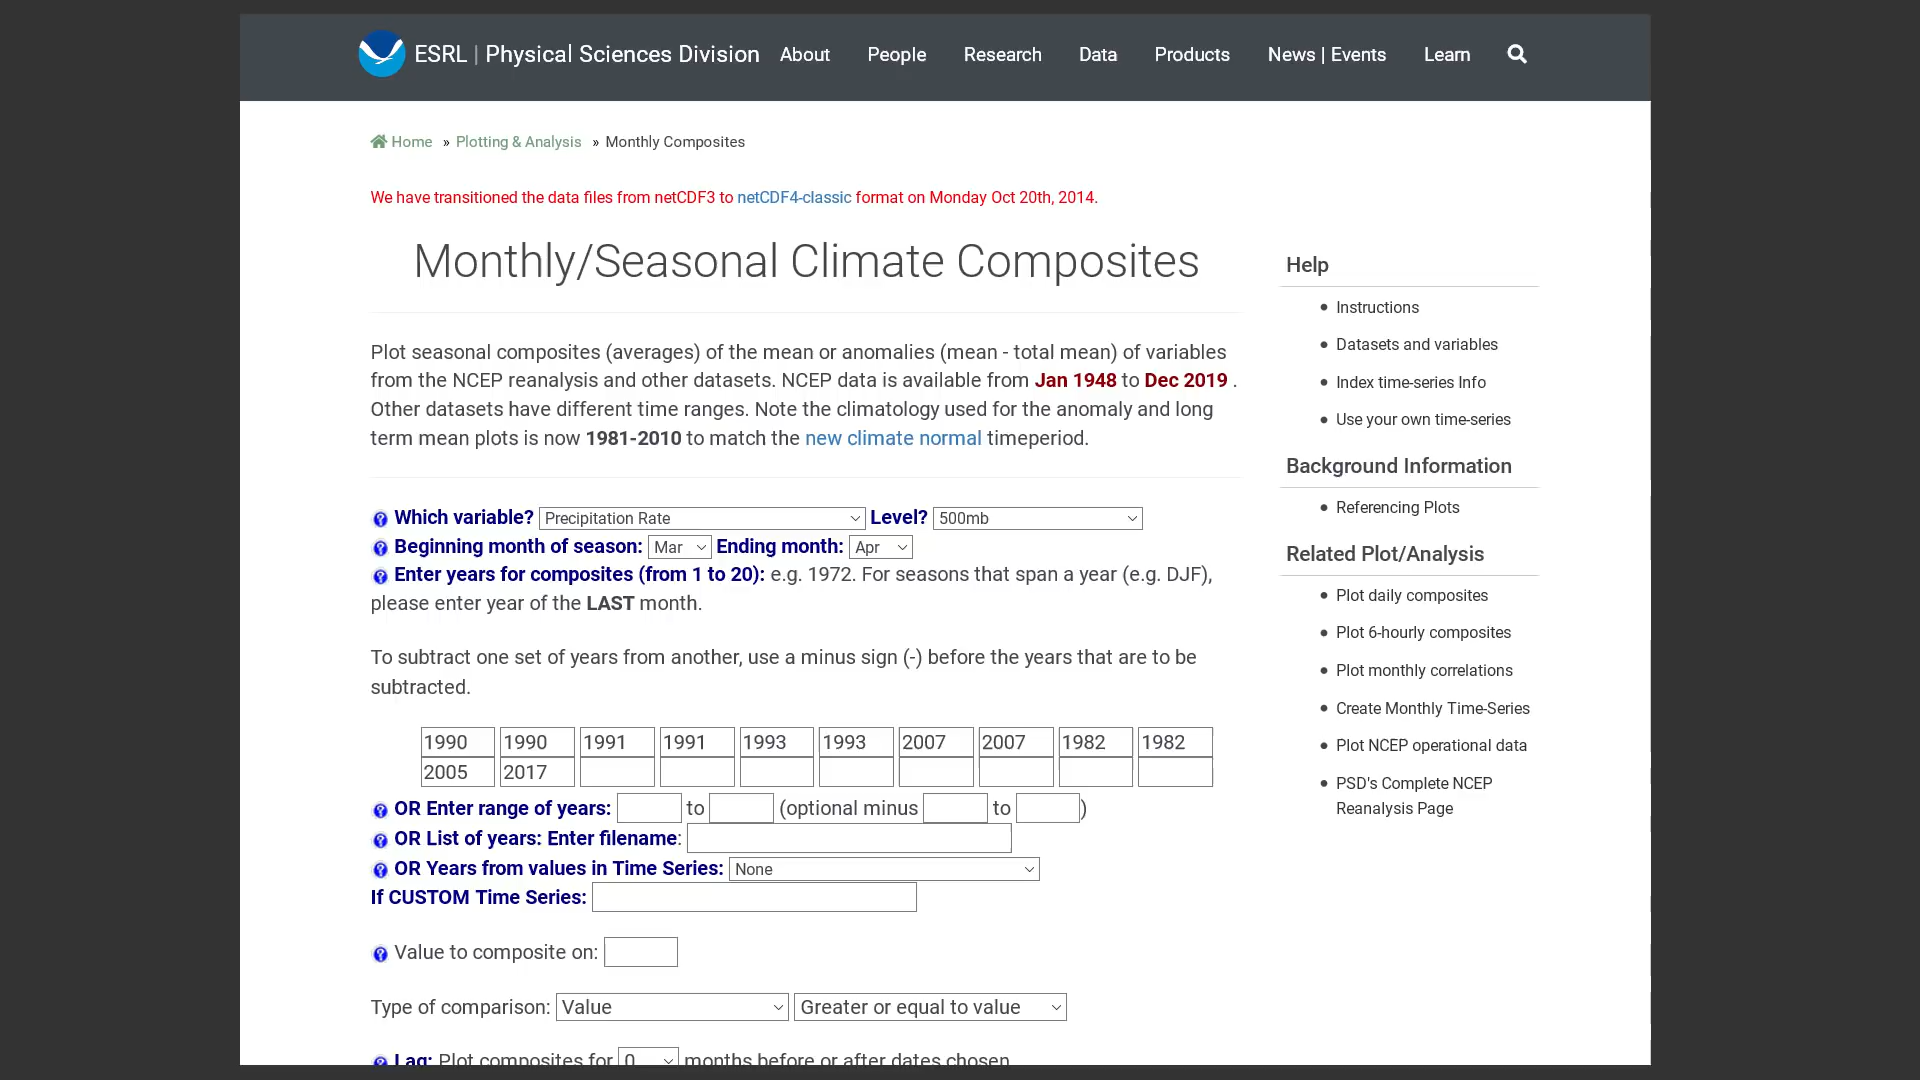 ESRL | Physical Sciences Division About People Research Data Products News | Events Learn
Home » Plotting & Analysis » Monthly Composites
We have transitioned the data files from netCDF3 to netCDF4-classic format on Monday Oct 20th, 2014.
Monthly/Seasonal Climate Composites
Plot seasonal composites (averages) of the mean or anomalies (mean - total mean) of variables
from the NCEP reanalysis and other datasets. NCEP data is available from Jan 1948 to Dec 2019 .
Other datasets have different time ranges. Note the climatology used for the anomaly and long
term mean plots is now 1981-2010 to match the new climate normal timeperiod.
Which variable? Precipitation Rate Level? 500mb
Beginning month of season: Mar Ending month: Apr
Enter years for composites (from 1 to 20): e.g. 1972. For seasons that span a year (e.g. DJF),
please enter year of the LAST month.
To subtract one set of years from another, use a minus sign (-) before the years that are to be
subtracted.
1990 1990 1991 1991 1993 1993 2007 2007 1982 1982
2005 2017
OR Enter range of years: to (optional minus to )
OR List of years: Enter filename:
OR Years from values in Time Series: None
If CUSTOM Time Series:
Value to composite on:
Type of comparison: Value Greater or equal to value
Lag: Plot composites for 0 months before or after dates chosen
Help
Instructions
Datasets and variables
Index time-series Info
Use your own time-series
Background Information
Referencing Plots
Related Plot/Analysis
Plot daily composites
Plot 6-hourly composites
Plot monthly correlations
Create Monthly Time-Series
Plot NCEP operational data
PSD's Complete NCEP
Reanalysis Page